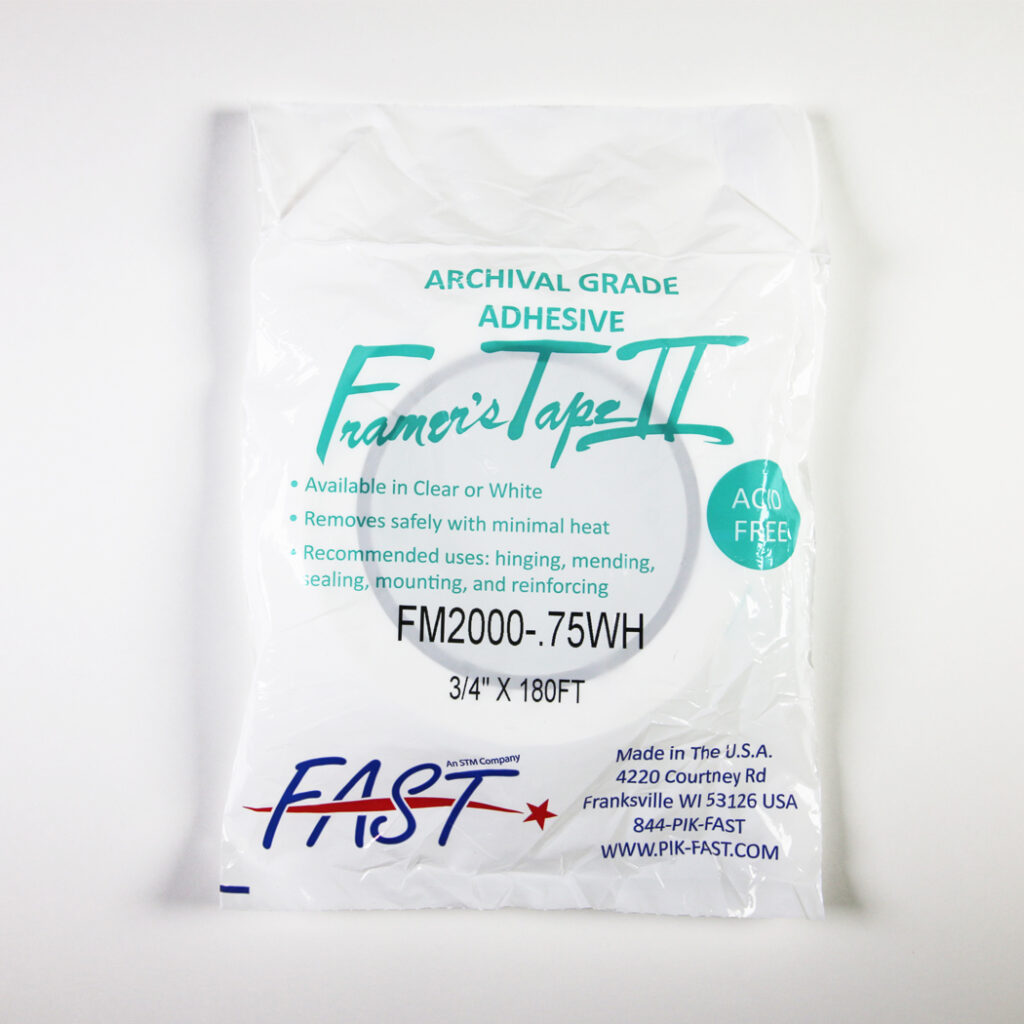 ARCHIVAL GRADE
ADHESIVE
Framer's Tape II
• Available in Clear or White
• Removes safely with minimal heat
• Recommended uses: hinging, mending,
sealing, mounting, and reinforcing
ACID
FREE
FM2000-.75WH
3/4" X 180FT
An STM Company
FAST
Made in The U.S.A.
4220 Courtney Rd
Franksville WI 53126 USA
844-PIK-FAST
WWW.PIK-FAST.COM